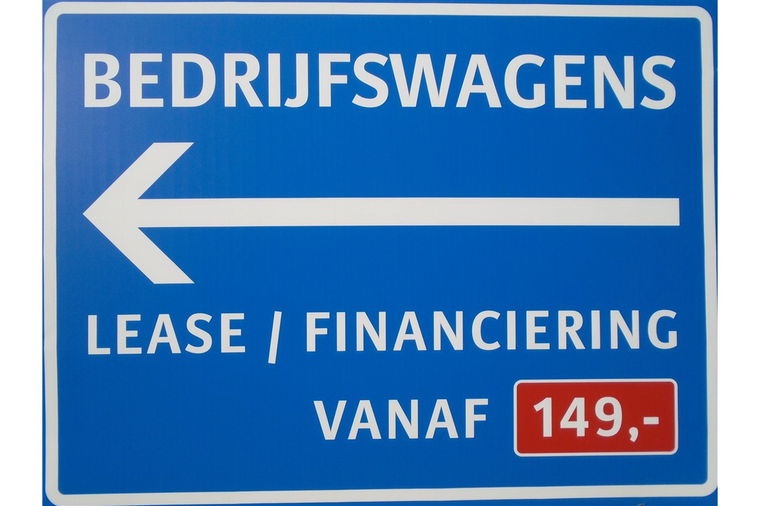 BEDRIJFSWAGENS
LEASE / FINANCIERING
VANAF 149,-